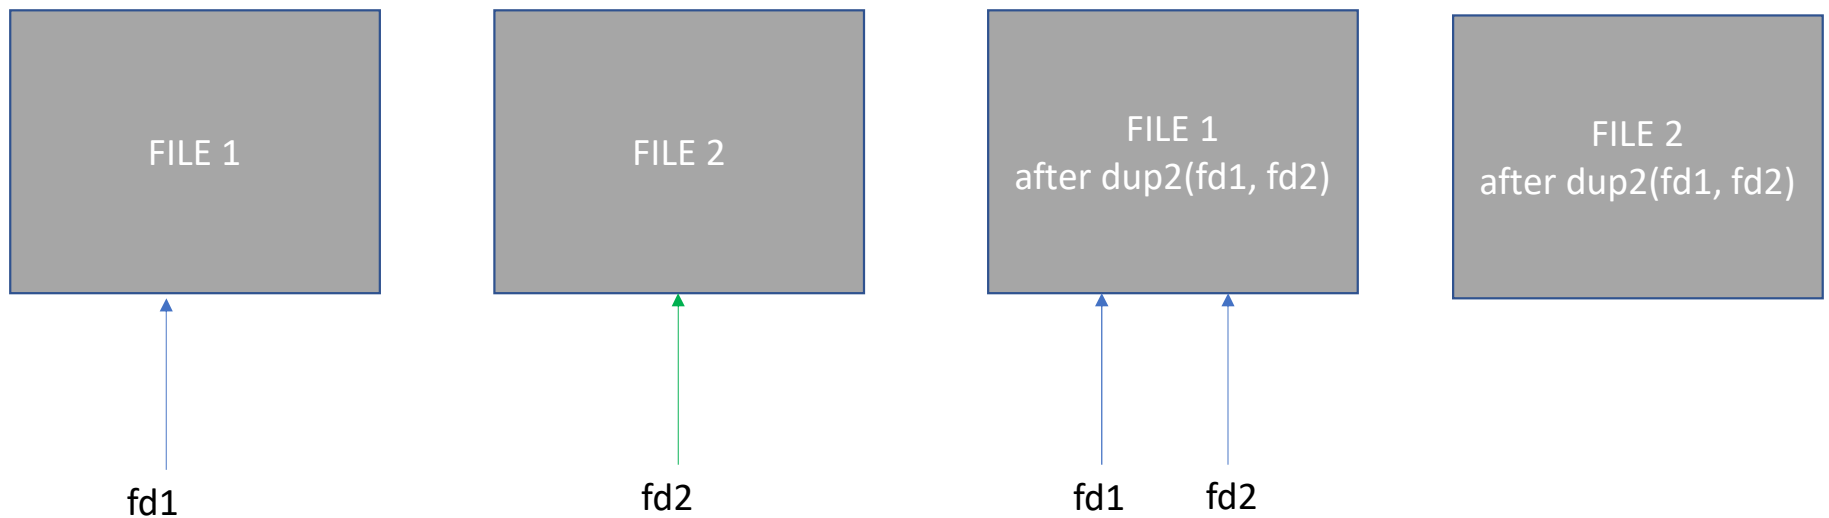 FILE 1
FILE 2
FILE 1
after dup2(fd1, fd2)
FILE 2
after dup2(fd1, fd2)
fd1
fd2
fd1
fd2